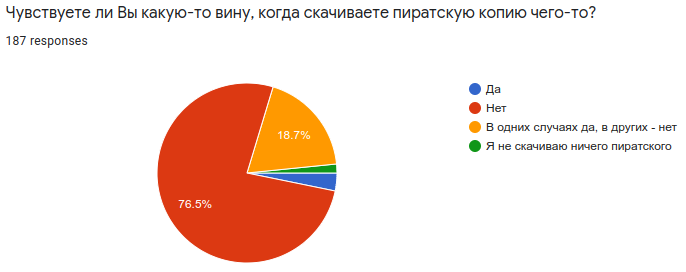 Чувствуете ли Вы какую-то вину, когда скачиваете пиратскую копию чего-то?
187 responses
Да
Нет
В одних случаях да, в других - нет
Я не скачиваю ничего пиратского
18.7%
76.5%